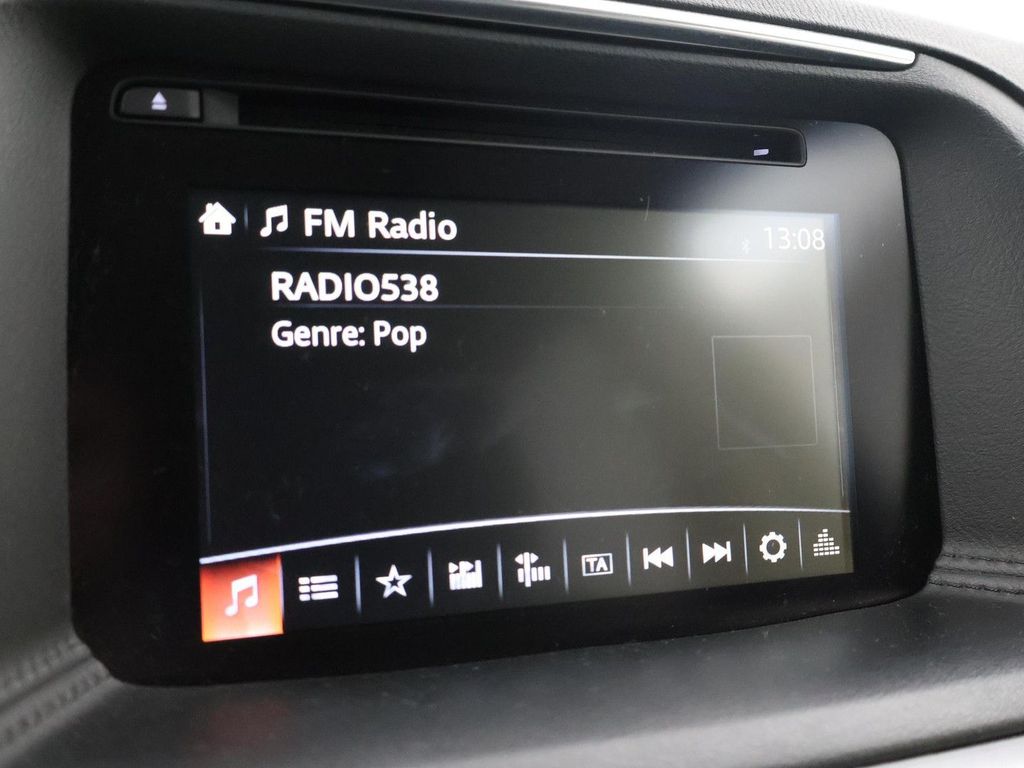 FM Radio
13:08
RADIO538
Genre: Pop
TA